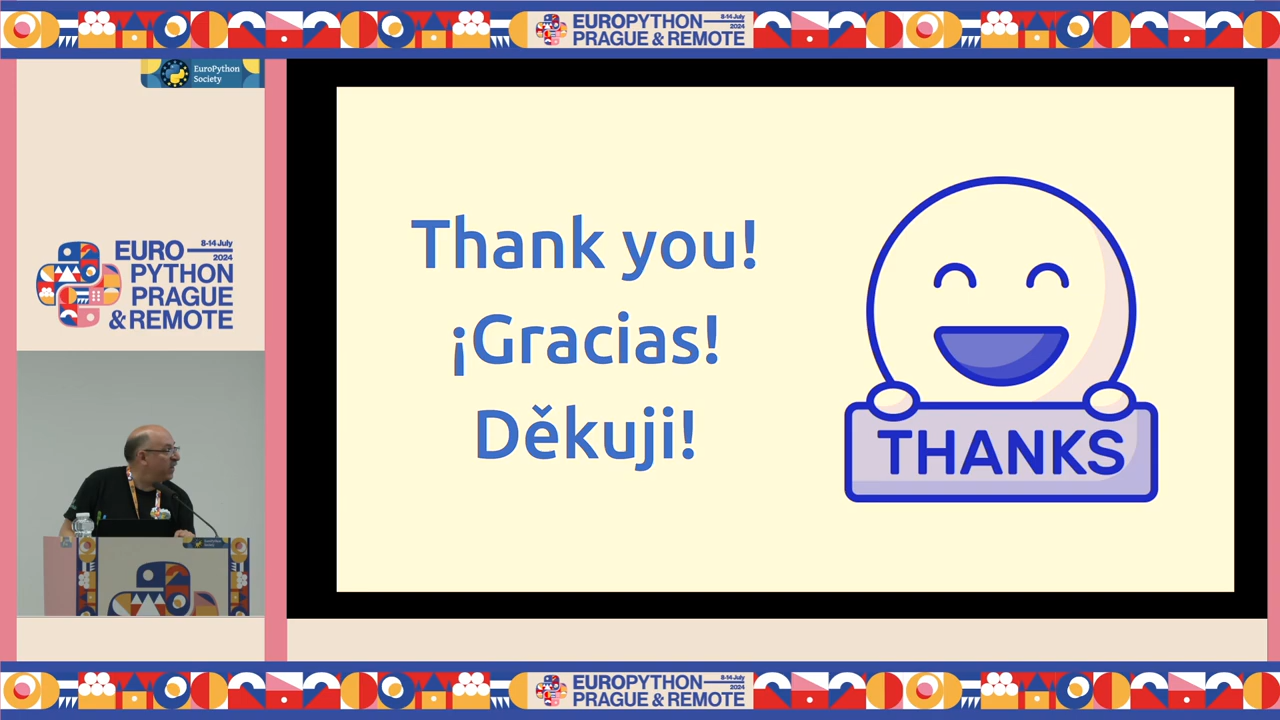 EUROPYTHON
8-14 July
2024
PRAGUE & REMOTE
EuroPython
Society
EURO
8-14 July
2024
PYTHON
PRAGUE
& REMOTE
Thank you!
¡Gracias!
Děkuji!
THANKS
EUROPYTHON
8-14 July
2024
PRAGUE & REMOTE